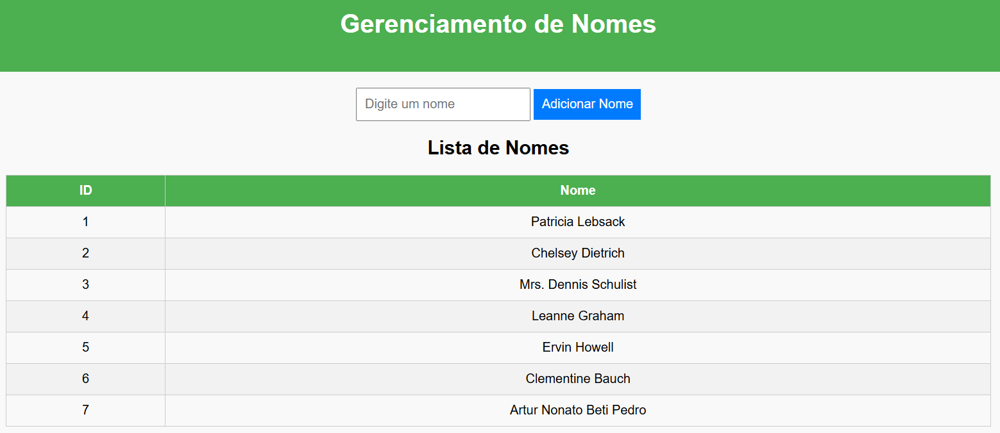 Gerenciamento de Nomes
Digite um nome
Adicionar Nome
Lista de Nomes
ID Nome
1 Patricia Lebsack
2 Chelsey Dietrich
3 Mrs. Dennis Schulist
4 Leanne Graham
5 Ervin Howell
6 Clementine Bauch
7 Artur Nonato Beti Pedro